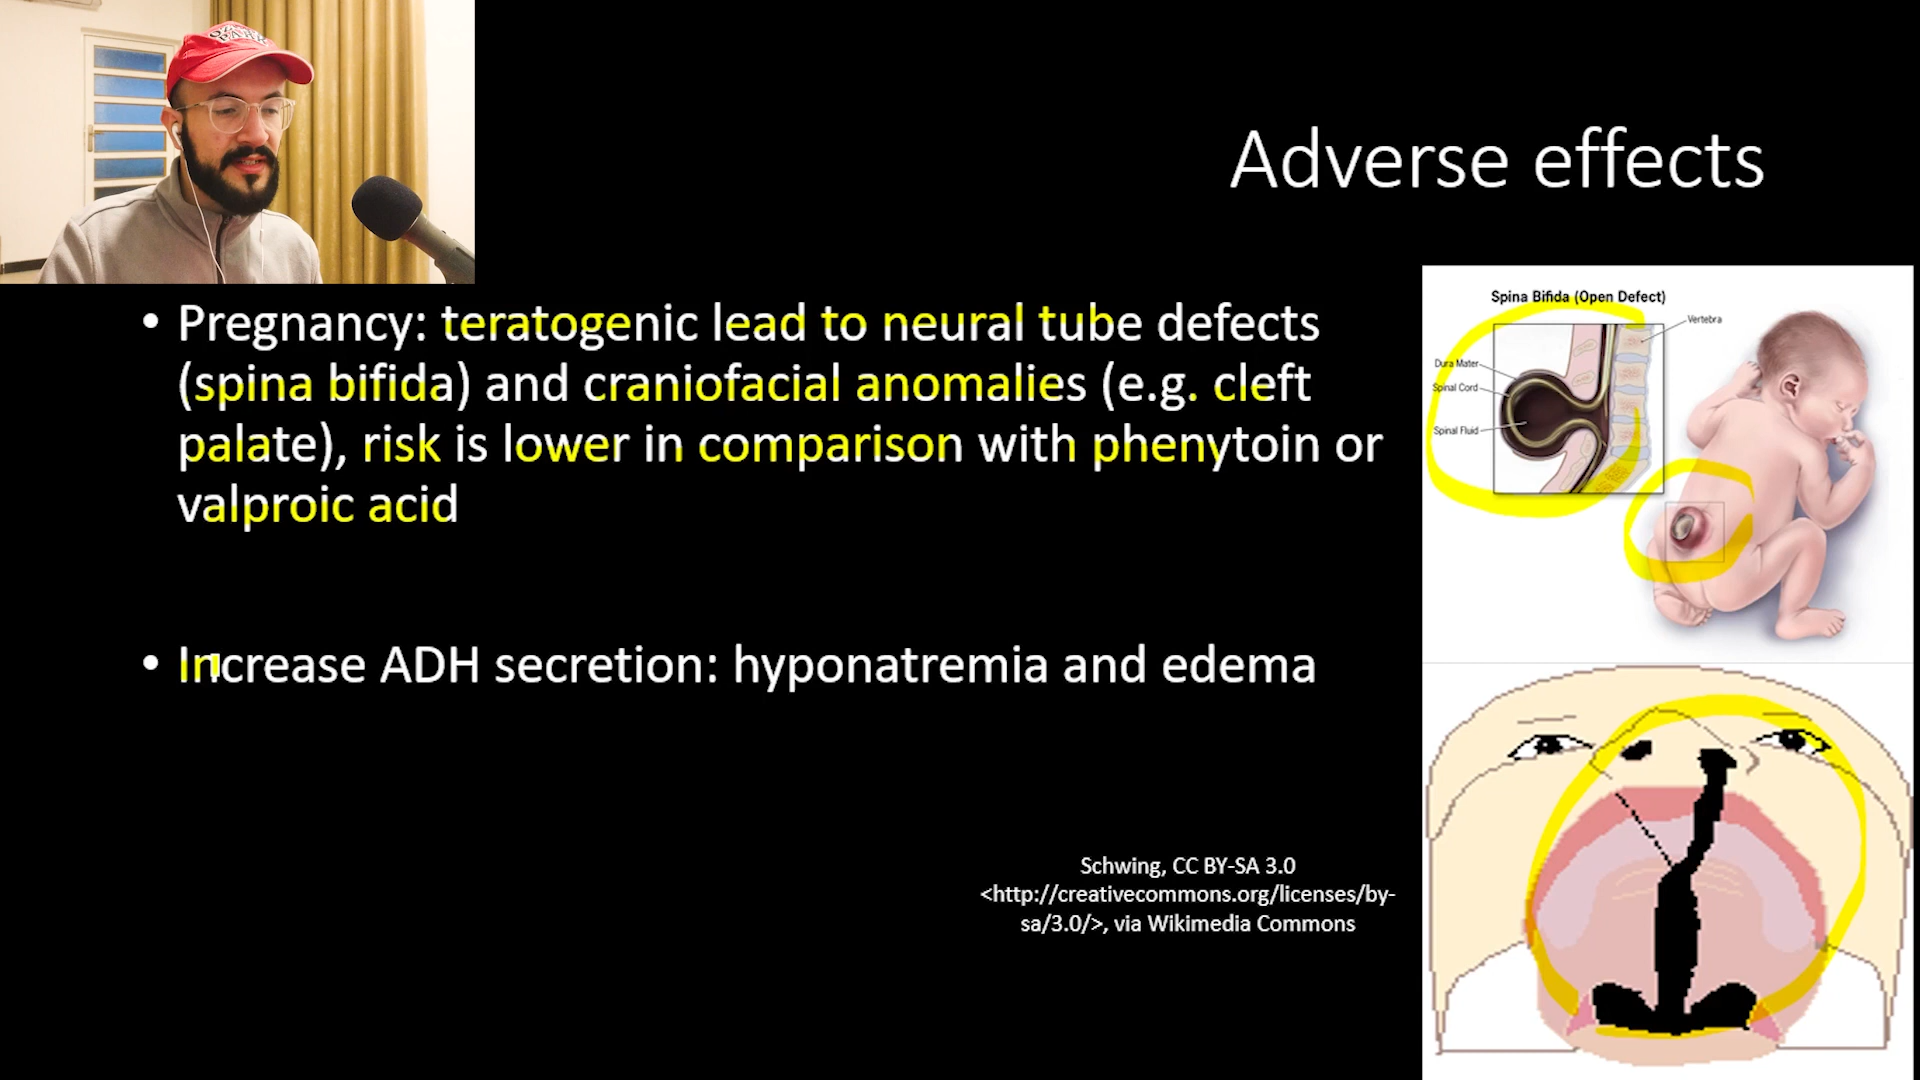 Adverse effects
• Pregnancy: teratogenic lead to neural tube defects
(spina bifida) and craniofacial anomalies (e.g. cleft
palate), risk is lower in comparison with phenytoin or
valproic acid
• Increase ADH secretion: hyponatremia and edema
Spina Bifida (Open Defect)
Vertebra
Dura Mater
Spinal Cord
Spinal Fluid
Schwing, CC BY-SA 3.0
<http://creativecommons.org/licenses/by-
sa/3.0/>, via Wikimedia Commons